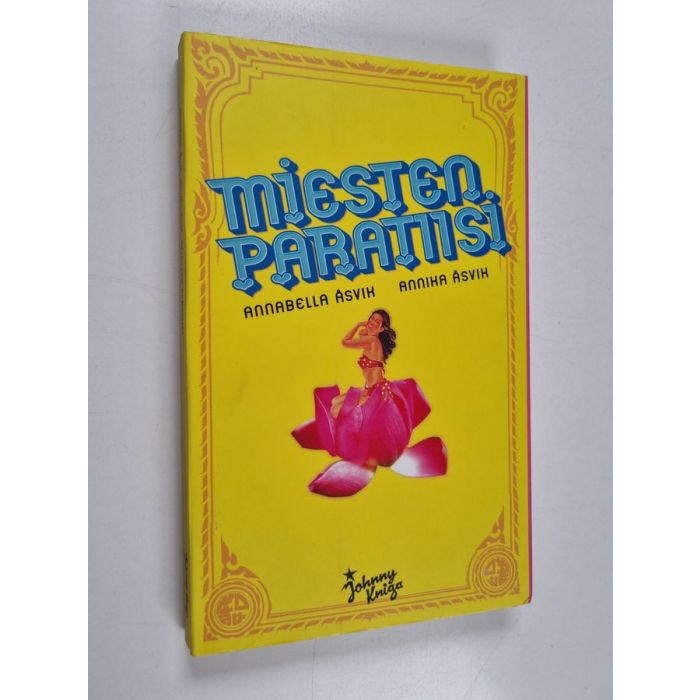 MIESTEN
PARATIISI
ANNABELLA ÅSVIK ANNIKA ÅSVIK
Johnny
Kniga